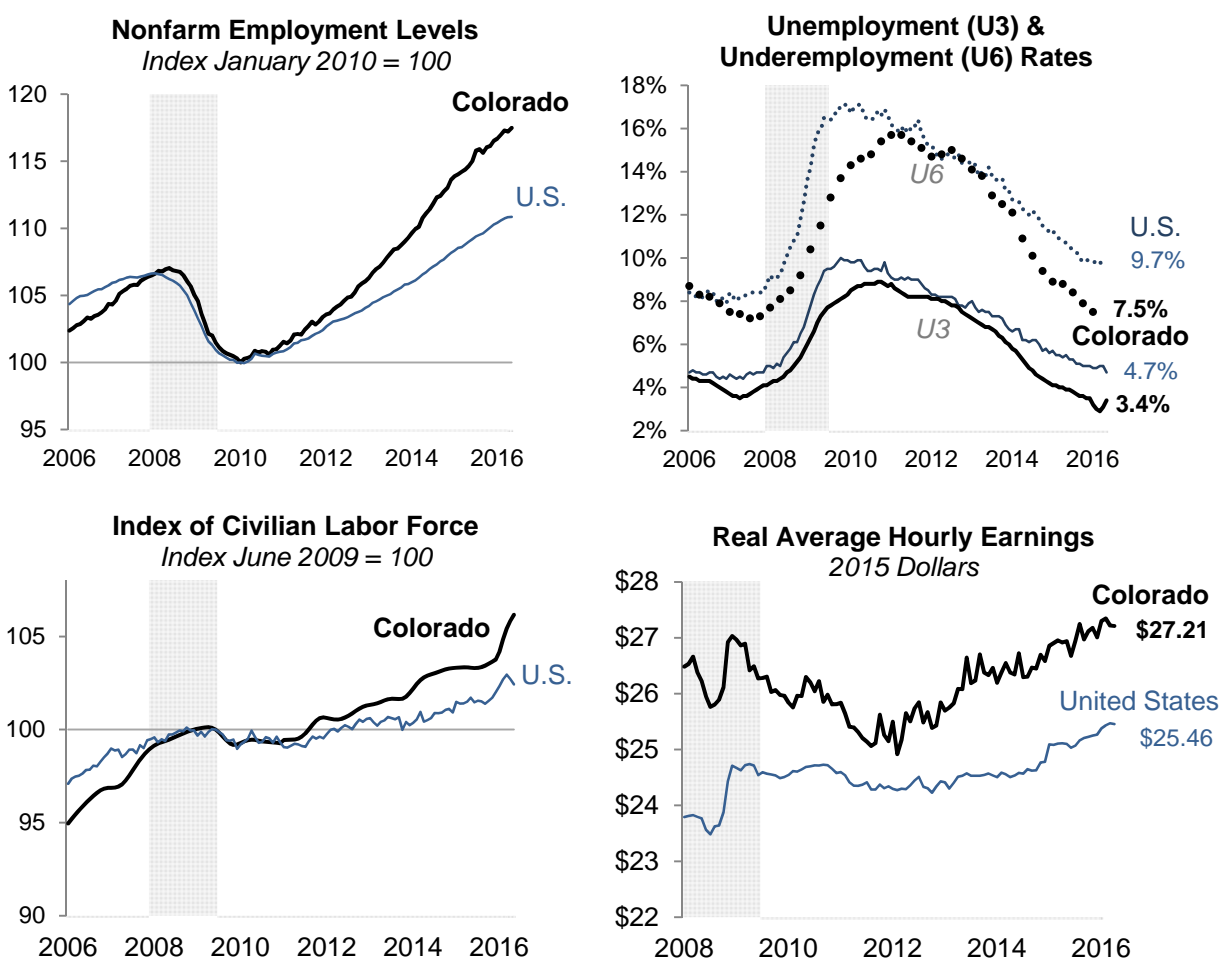 Nonfarm Employment Levels
Index January 2010 = 100
120
115
110
105
100
95
Colorado
U.S.
2006 2008 2010 2012 2014 2016
Unemployment (U3) &
Underemployment (U6) Rates
18%
16%
14%
12%
10%
8%
6%
4%
2%
U6
U3
U.S.
9.7%
7.5%
Colorado
4.7%
3.4%
2006 2008 2010 2012 2014 2016
Index of Civilian Labor Force
Index June 2009 = 100
105
100
95
90
Colorado
U.S.
2006 2008 2010 2012 2014 2016
Real Average Hourly Earnings
2015 Dollars
$28
$27
$26
$25
$24
$23
$22
Colorado
$27.21
United States
$25.46
2008 2010 2012 2014 2016